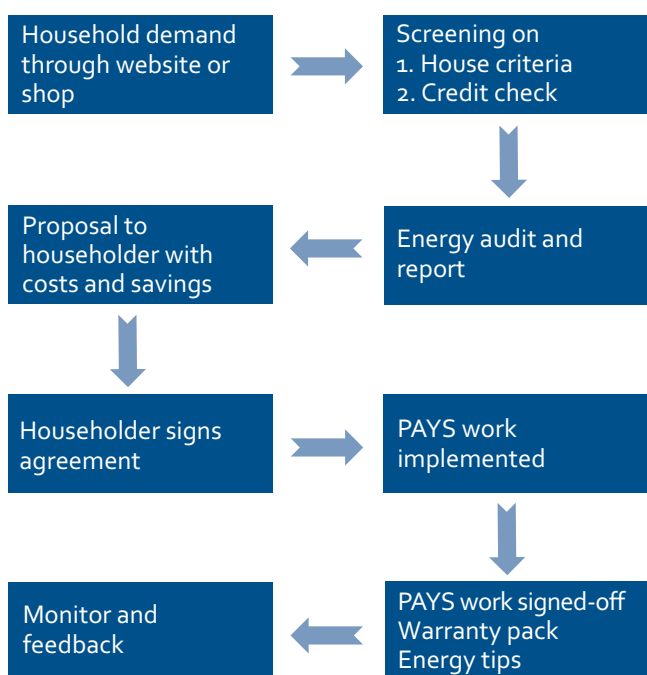 Household demand
through website or
shop
Screening on
1. House criteria
2. Credit check
Energy audit and
report
Proposal to
householder with
costs and savings
Householder signs
agreement
PAYS work
implemented
PAYS work signed-off
Warranty pack
Energy tips
Monitor and
feedback